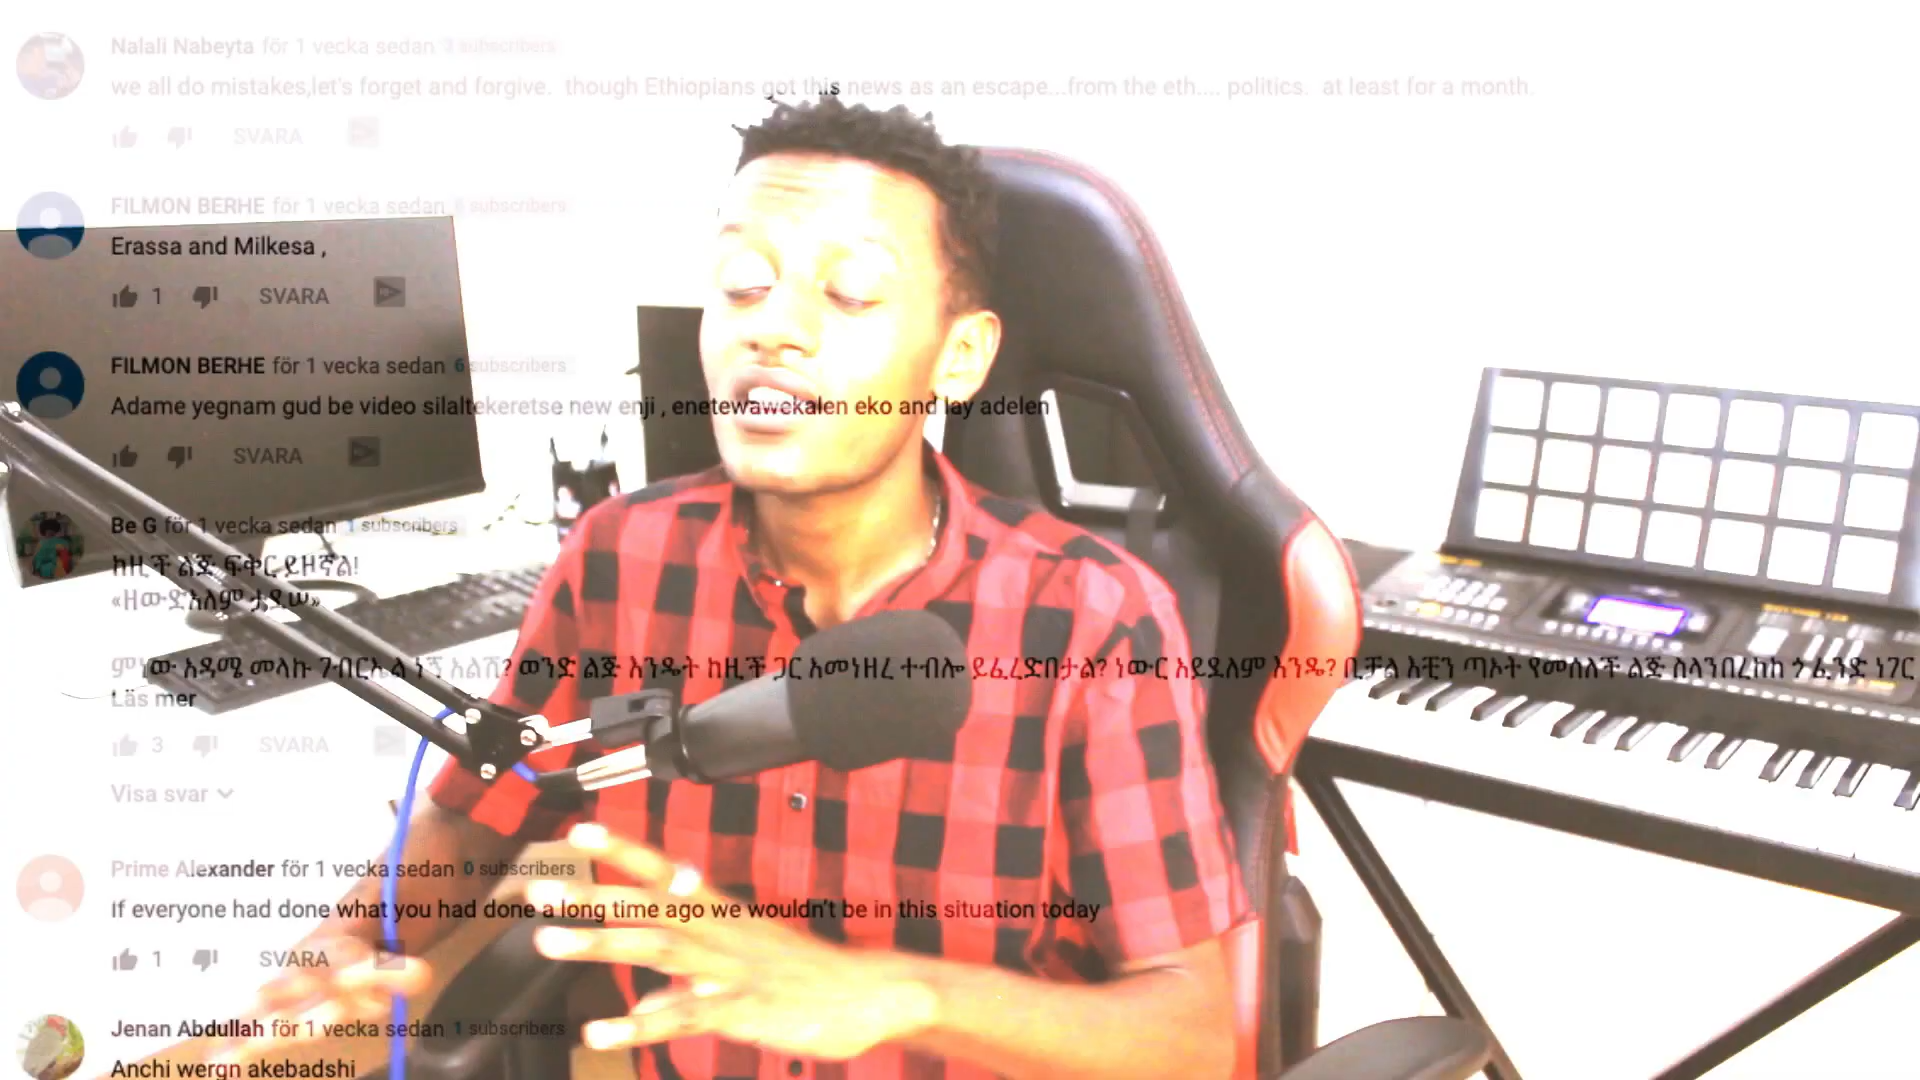 Nalali Nabeyta för 1 vecka sedan 3 subscribers
we all do mistakes,let's forget and forgive. though Ethiopians got this news as an escape...from the eth.... politics. at least for a month.
SVARA
FILMON BERHE för 1 vecka sedan 6 subscribers
Erassa and Milkesa ,
1 SVARA
FILMON BERHE för 1 vecka sedan 6 subscribers
Adame yegnam gud be video silaltekeretse new enji , enetewawekalen eko and lay adelen
SVARA
Be G för 1 vecka sedan 1 subscribers
ከዚች ልጅ ፍቅር ይዘኛል!
«ዘውድአለም ታደሠ»
ምነው አዳሜ መላኩ ገብርኤል ነኝ አልሽ? ወንድ ልጅ እንዴት ከዚች ጋር አመነዘረ ተብሎ ይፈረድበታል? ነውር አይደለም እንዴ? ቢቻል እቺን ጣኦት የመሰለች ልጅ ስላንበረከከ ኃፈንድ ነገር
Läs mer
3 SVARA
Visa svar
Prime Alexander för 1 vecka sedan 0 subscribers
If everyone had done what you had done a long time ago we wouldn't be in this situation today
1 SVARA
Jenan Abdullah för 1 vecka sedan 1 subscribers
Anchi wergn akebadshi